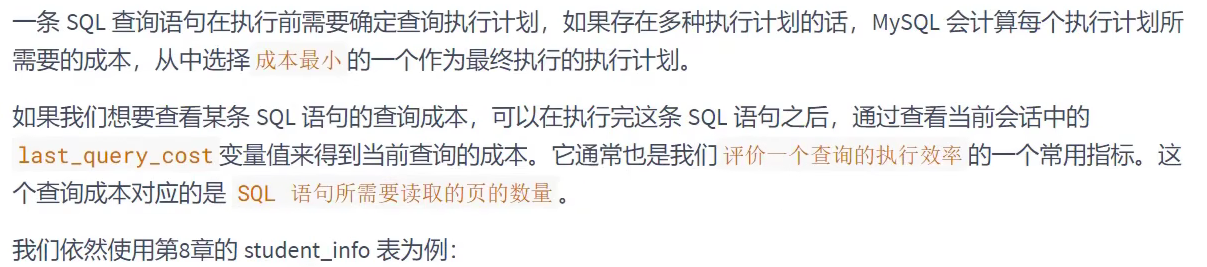 一条 SQL 查询语句在执行前需要确定查询执行计划，如果存在多种执行计划的话，MySQL 会计算每个执行计划所
需要的成本，从中选择 成本最小 的一个作为最终执行的执行计划。
如果我们想要查看某条 SQL 语句的查询成本，可以在执行完这条 SQL 语句之后，通过查看当前会话中的
last_query_cost 变量值来得到当前查询的成本。它通常也是我们 评价一个查询的执行效率 的一个常用指标。这
个查询成本对应的是 SQL 语句所需要读取的页的数量 。
我们依然使用第8章的 student_info 表为例：